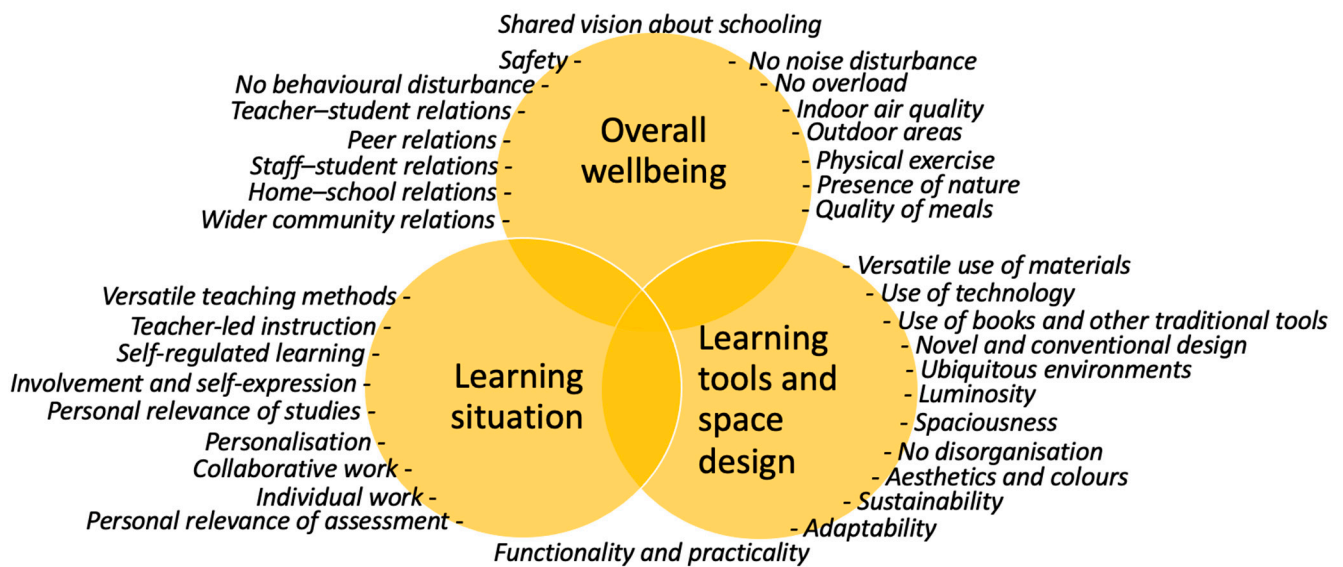 Shared vision about schooling
Safety -
No behavioural disturbance -
Teacher–student relations -
Peer relations -
Staff–student relations -
Home–school relations -
Wider community relations -
- No noise disturbance
- No overload
- Indoor air quality
- Outdoor areas
- Physical exercise
- Presence of nature
- Quality of meals
Overall
wellbeing
Versatile teaching methods -
Teacher-led instruction -
Self-regulated learning -
Involvement and self-expression -
Personal relevance of studies -
Personalisation -
Collaborative work -
Individual work -
Personal relevance of assessment -
Learning
situation
Learning
tools and
space
design
- Versatile use of materials
- Use of technology
- Use of books and other traditional tools
- Novel and conventional design
- Ubiquitous environments
- Luminosity
- Spaciousness
- No disorganisation
- Aesthetics and colours
- Sustainability
- Adaptability
Functionality and practicality